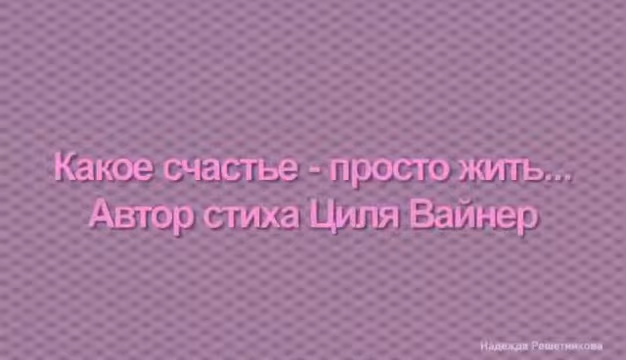 Какое счастье - просто жить...
Автор стиха Циля Вайнер
Надежда Решетникова